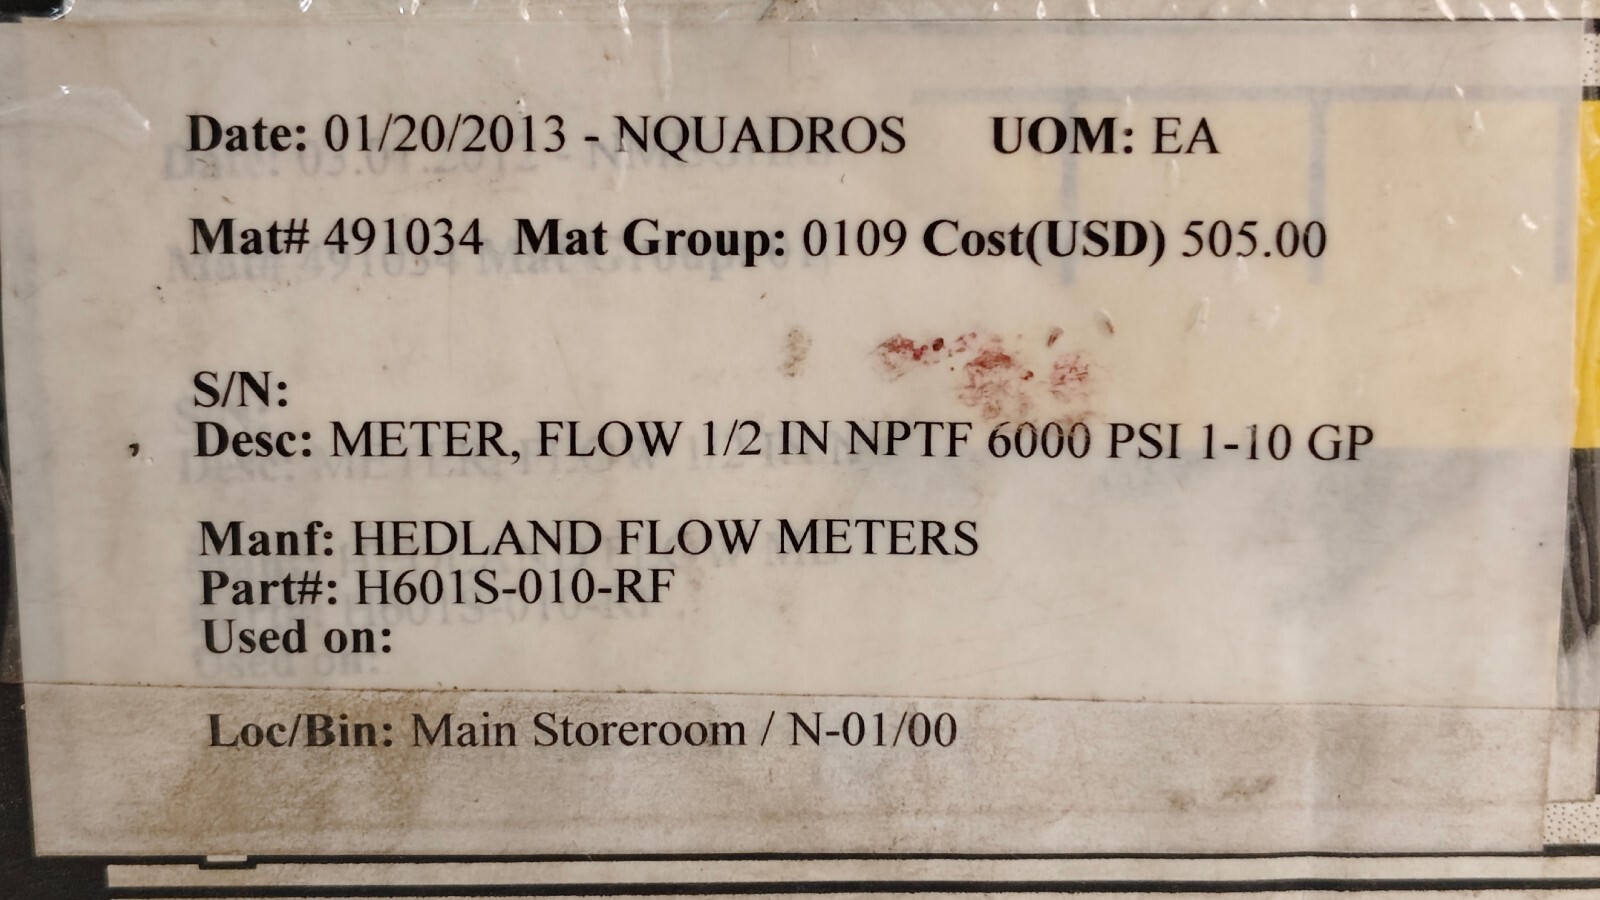 Date: 01/20/2013 - NQUADROS UOM: EA
Mat# 491034 Mat Group: 0109 Cost(USD) 505.00
S/N:
Desc: METER, FLOW 1/2 IN NPTF 6000 PSI 1-10 GP
Manf: HEDLAND FLOW METERS
Part#: H601S-010-RF
Used on:
Loc/Bin: Main Storeroom / N-01/00